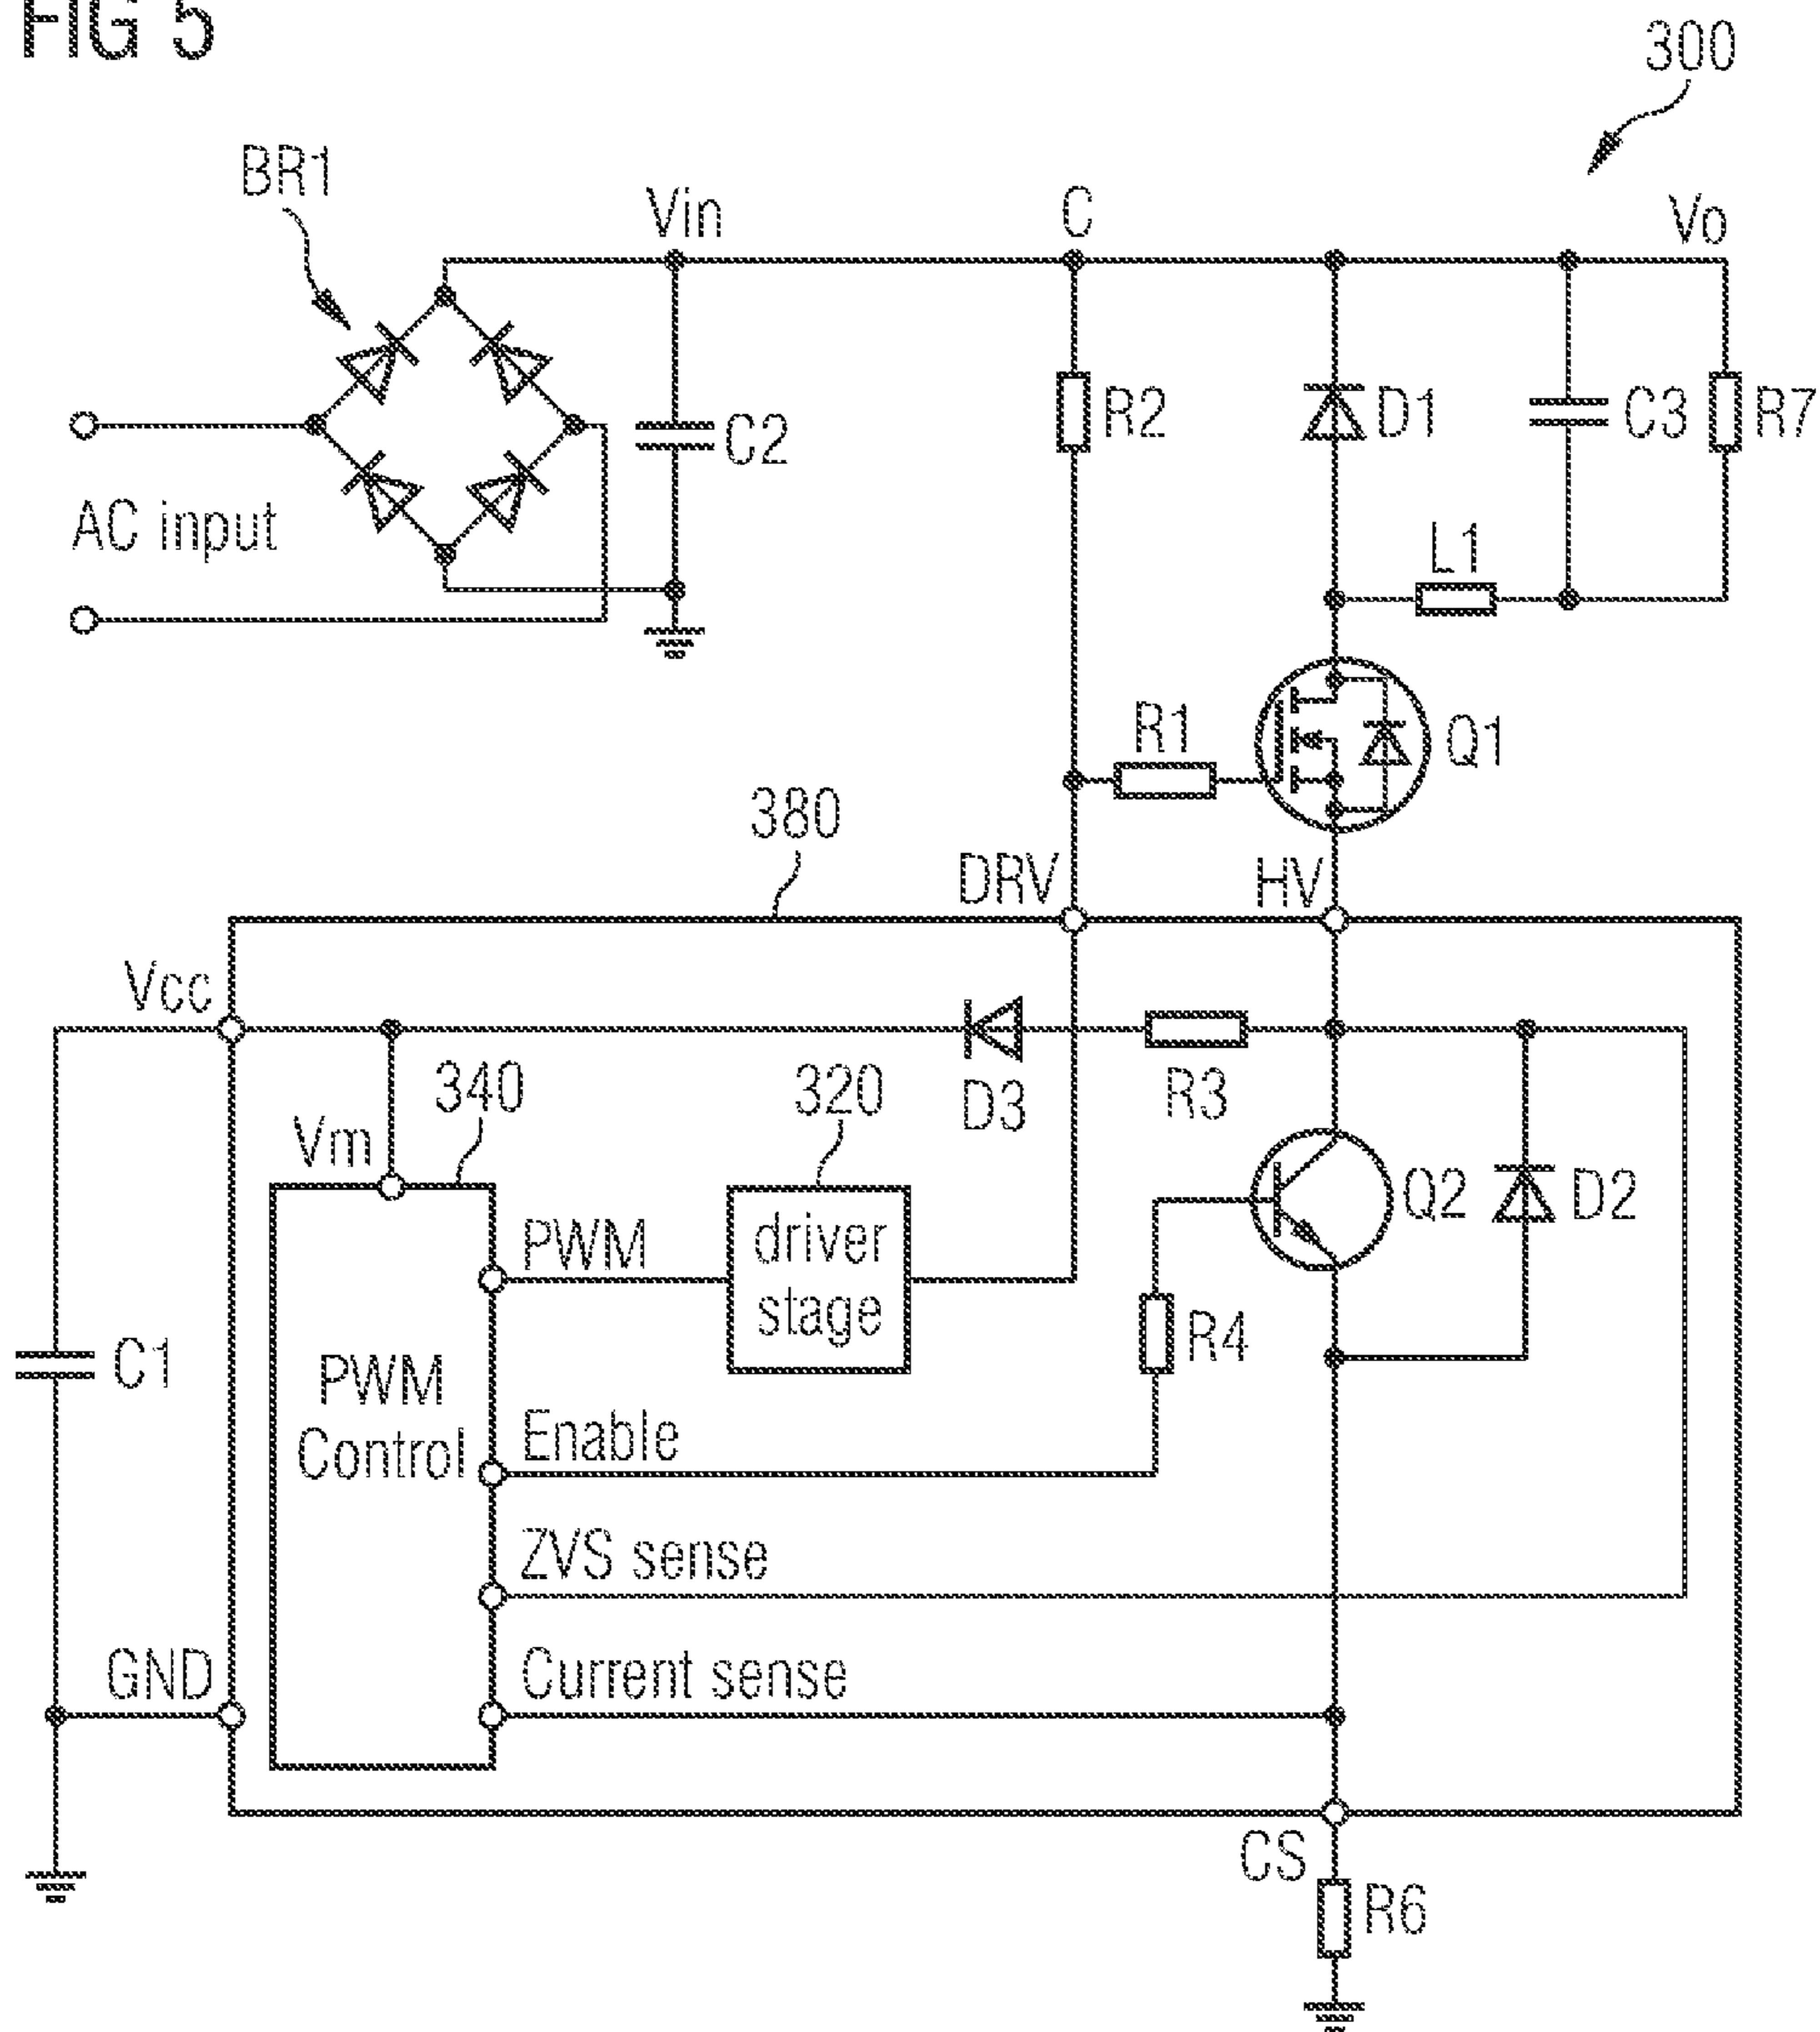 FIG 5
300
BR1
Vin
C
Vo
R2
D1
C3
R7
C2
AC input
L1
R1
Q1
380
DRV
HV
Vcc
340
320
D3
R3
Vm
PWM
driver
stage
Q2
D2
R4
C1
PWM
Control
Enable
ZVS sense
GND
Current sense
CS
R6